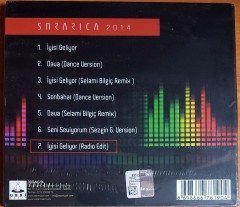 SARARICA 2014
1. İyisi Geliyor
2. Dava (Dance Version)
3. İyisi Geliyor (Selami Bilgiç Remix)
4. Sonbahar (Dance Version)
5. Dava (Selami Bilgiç Remix)
6. Seni Seviyorum (Sezgin G. Version)
7. İyisi Geliyor (Radio Edit)